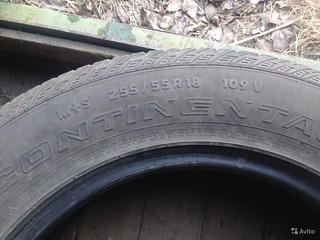 M+S 255/55R18 109V
CONTINENTAL
Avito